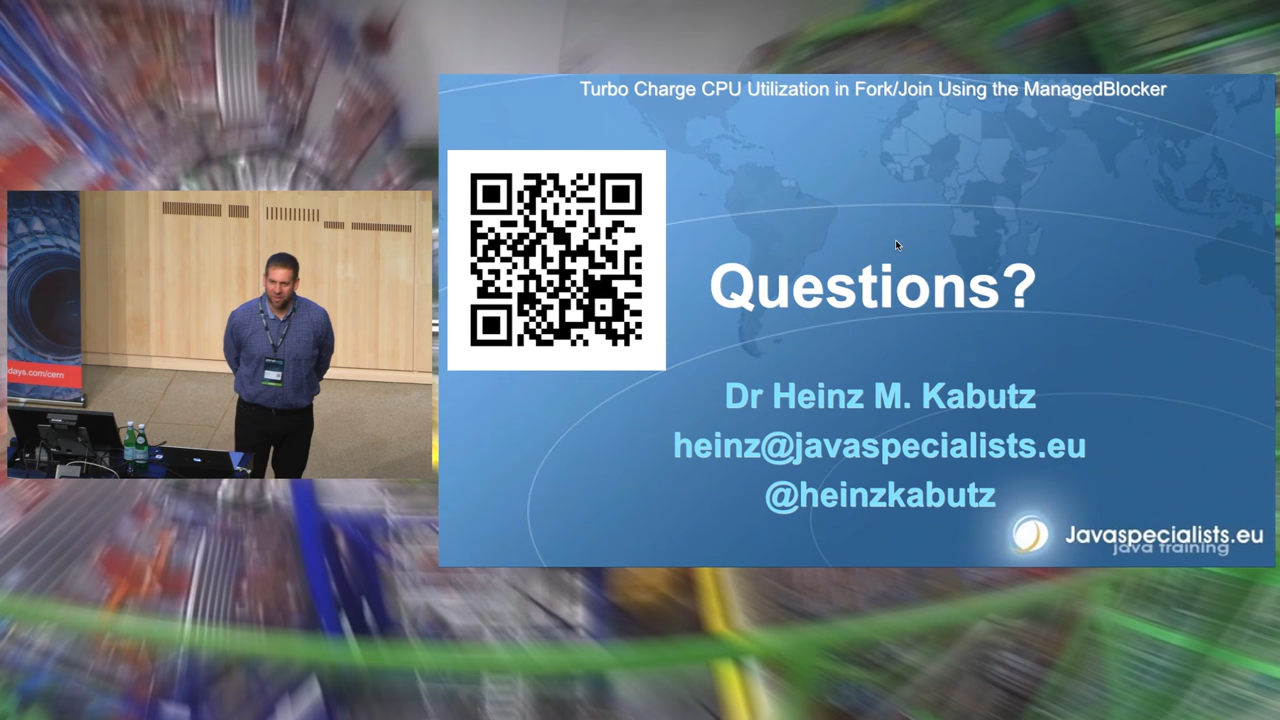 Turbo Charge CPU Utilization in Fork/Join Using the ManagedBlocker
Questions?
Dr Heinz M. Kabutz
heinz@javaspecialists.eu
@heinzkabutz
Javaspecialists.eu
java training
days.com/cern